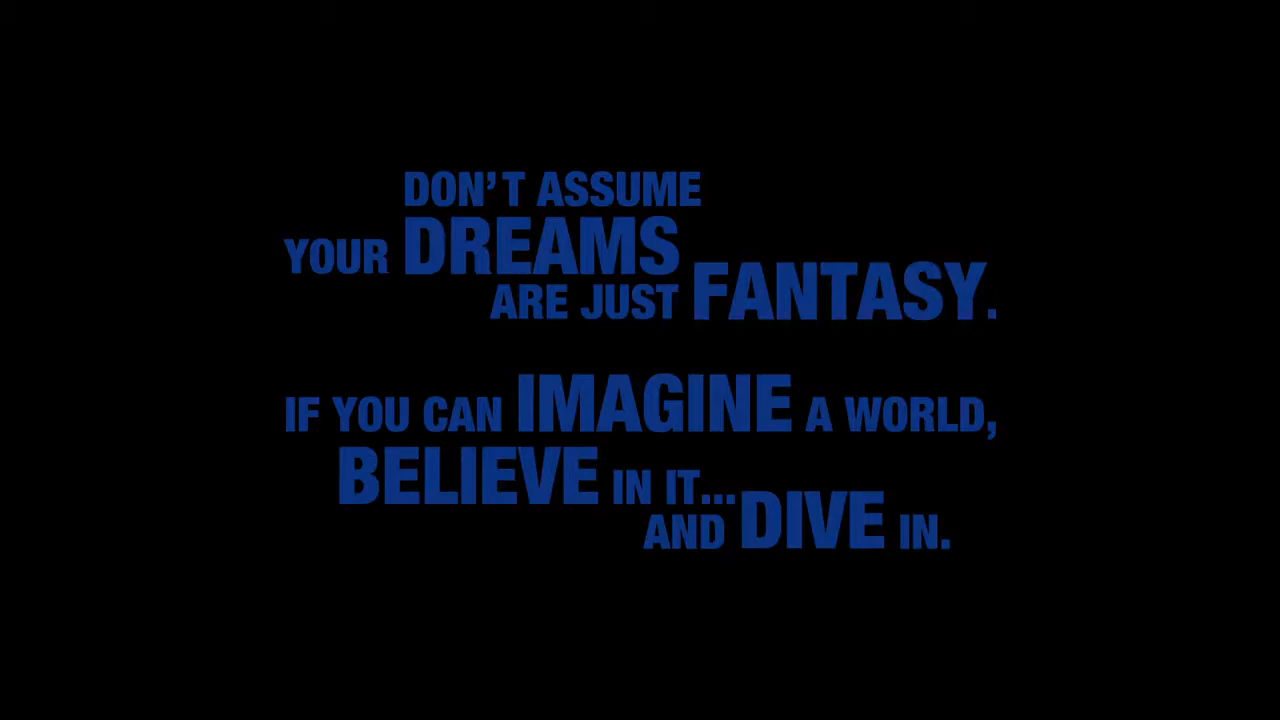 DON'T ASSUME
YOUR DREAMS
ARE JUST FANTASY.
IF YOU CAN IMAGINE A WORLD,
BELIEVE IN IT...
AND DIVE IN.